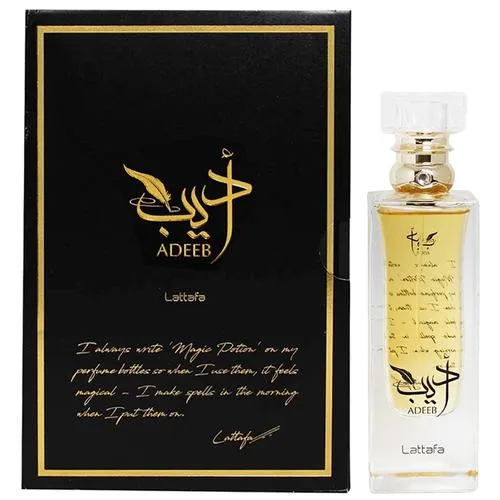 أديب
ADEEB
Lattafa
I always write 'Magic Potion' on my
perfume bottles so when I use them, it feels
magical – I make spells in the morning
when I put them on.
Lattafa
أديب
ADEEB
Lattafa